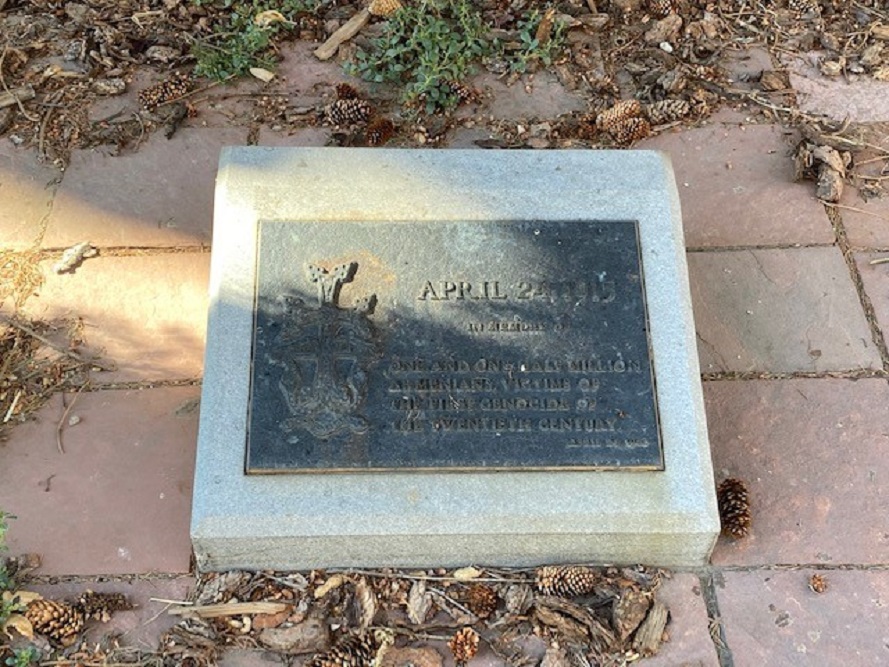 APRIL 24 1915
IN MEMORY OF
ONE AND ONE HALF MILLION
ARMENIANS, VICTIMS OF
THE FIRST GENOCIDE OF
THE TWENTIETH CENTURY.